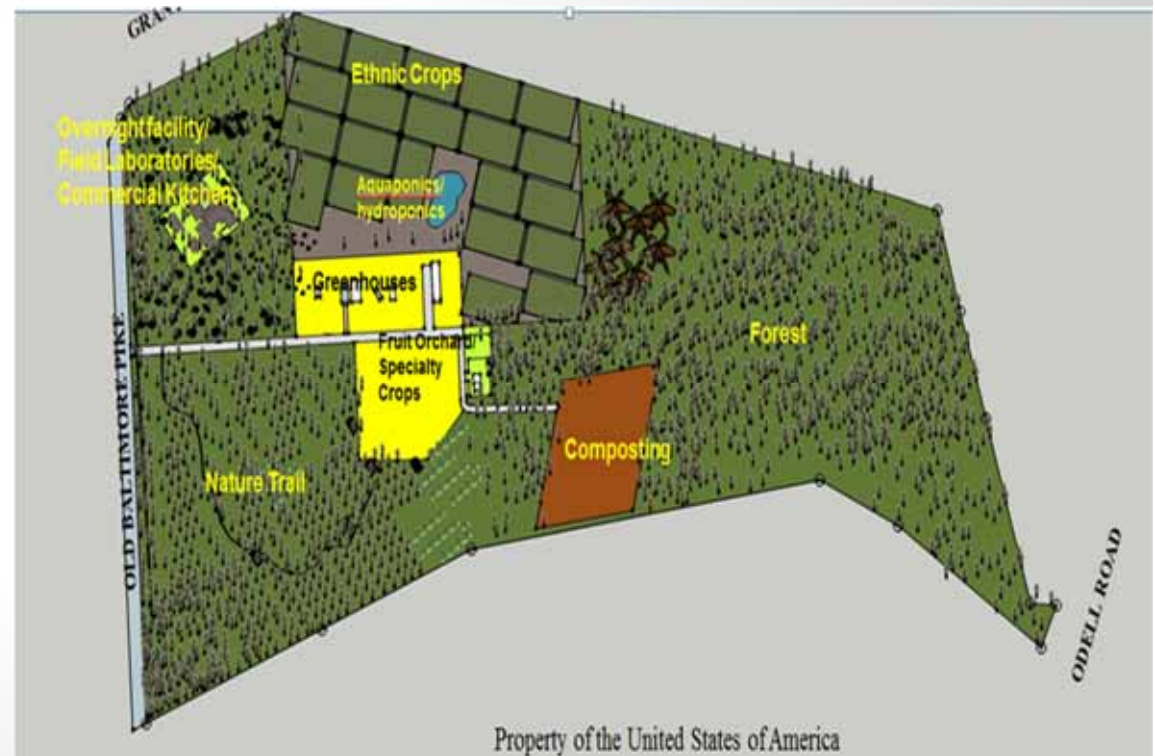 Ethnic Crops
Overnight facility/
Field Laboratories/
Commercial Kitchen
Aquaponics/
hydroponics
Greenhouses
Fruit Orchard/
Specialty
Crops
Forest
Composting
Nature Trail
OLD BALTIMORE PIKE
ODELL ROAD
Property of the United States of America